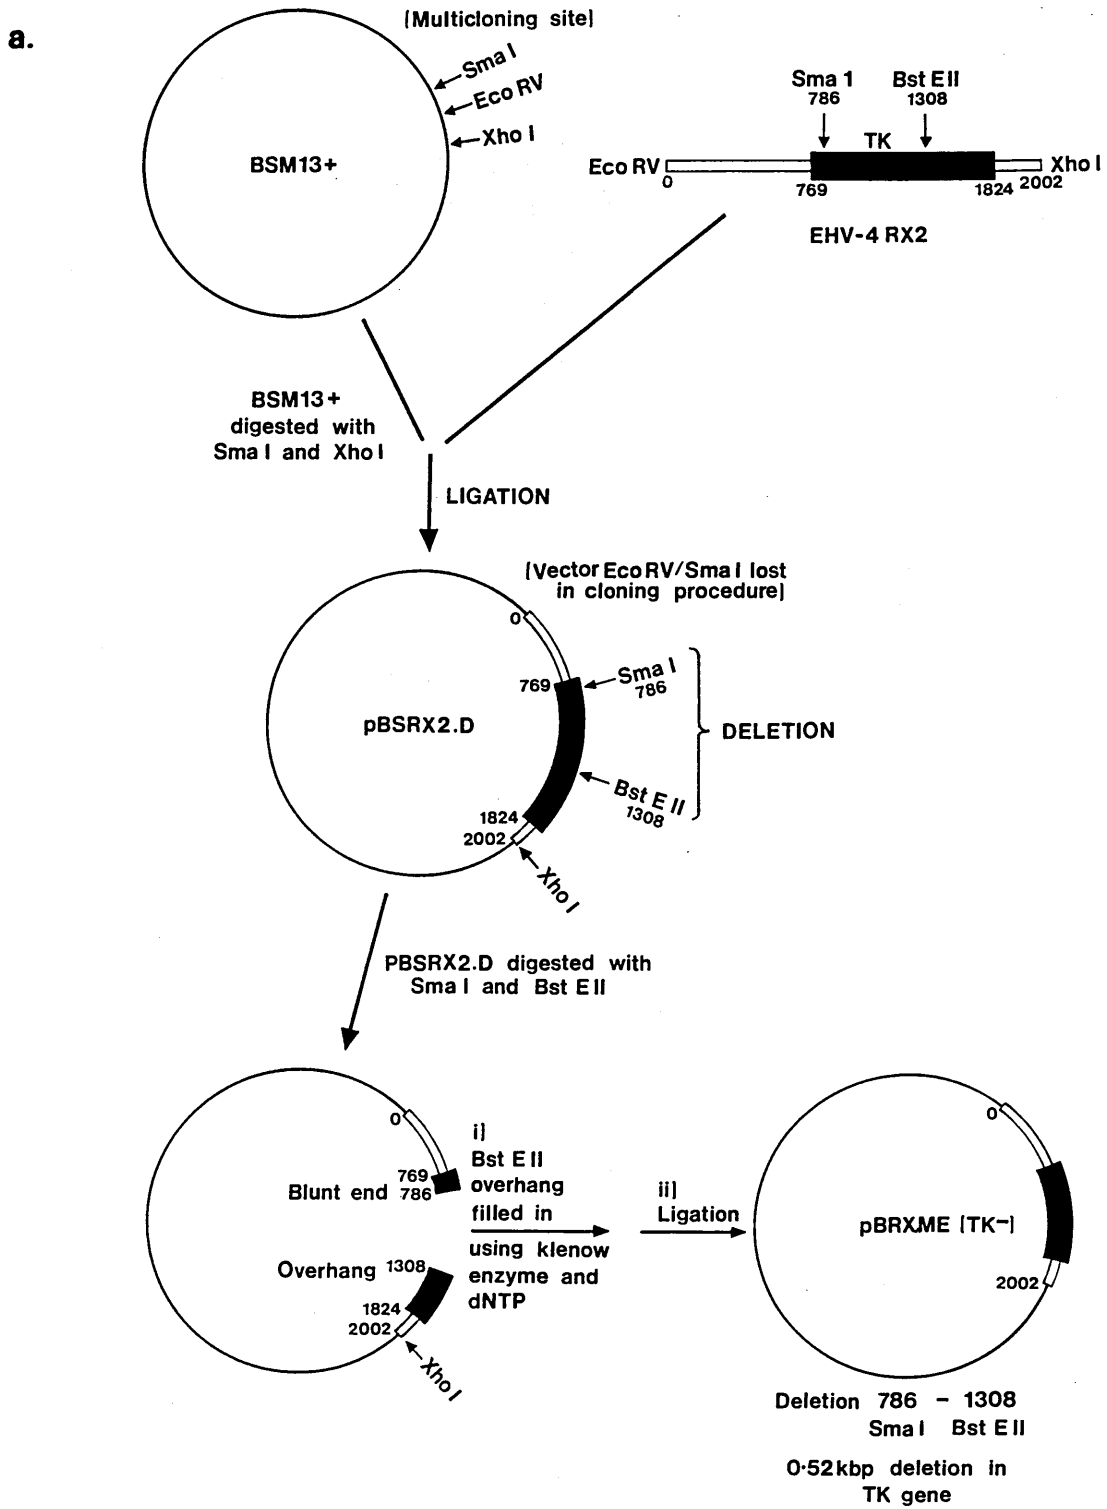 a.
[Multicloning site]
Sma I
Eco RV
Xho I
BSM13+
Sma 1
786
Bst EII
1308
TK
Eco RV
Xho I
0
769
1824
2002
EHV-4 RX2
BSM13+
digested with
Sma I and Xho I
LIGATION
[Vector Eco RV/Sma I lost
in cloning procedure]
0
769
Sma I
786
pBSRX2.D
DELETION
Bst E II
1308
1824
2002
Xho I
PBSRX2.D digested with
Sma I and Bst E II
0
769
Blunt end 786
Overhang 1308
1824
2002
Xho I
i]
Bst E II
overhang
filled in
using klenow
enzyme and
dNTP
ii]
Ligation
0
pBRX.ME [TK-]
2002
Deletion 786 - 1308
Sma I Bst E II
0·52kbp deletion in
TK gene